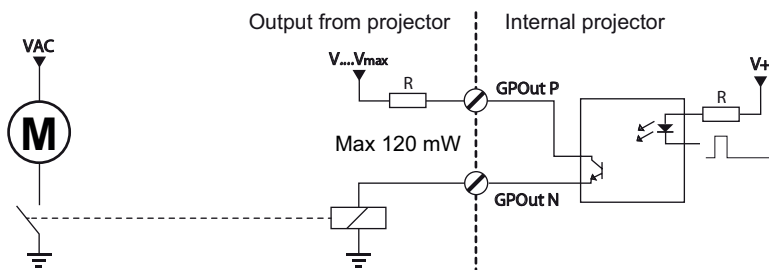 Output from projector
Internal projector
VAC
V....Vmax
V+
R
GPOut P
R
M
Max 120 mW
GPOut N